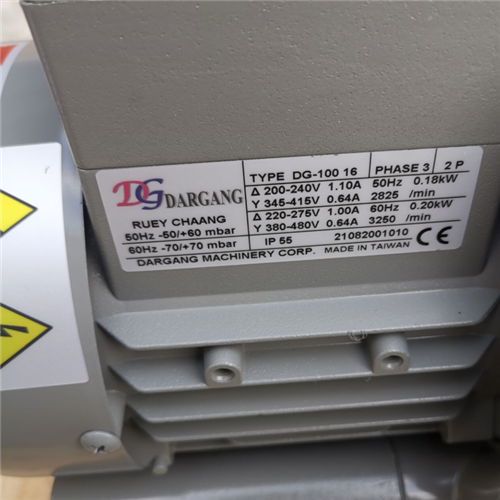 TYPE DG-100 16 PHASE 3 2 P
DG DARGANG
Δ 200-240V 1.10A 50Hz 0.18kW
Y 345-415V 0.64A 2825 /min
RUEY CHAANG
Δ 220-275V 1.00A 60Hz 0.20kW
50Hz -50/+60 mbar
Y 380-480V 0.64A 3250 /min
60Hz -70/+70 mbar
IP 55 21082001010
DARGANG MACHINERY CORP. MADE IN TAIWAN CE